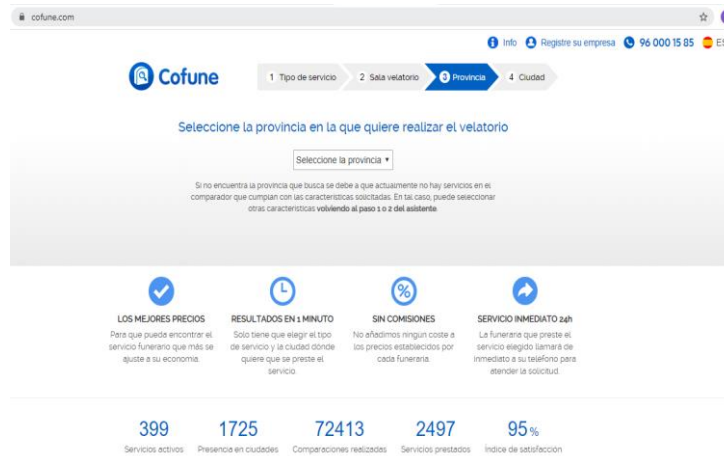 cofune.com
Info Registre su empresa 96 000 15 85 ES
Cofune
1 Tipo de servicio 2 Sala velatorio 3 Provincia 4 Ciudad
Seleccione la provincia en la que quiere realizar el velatorio
Seleccione la provincia
Si no encuentra la provincia que busca se debe a que actualmente no hay servicios en el
comparador que cumplan con las características solicitadas. En tal caso, puede seleccionar
otras características volviendo al paso 1 o 2 del asistente.
LOS MEJORES PRECIOS
Para que pueda encontrar el
servicio funerario que más se
ajuste a su economía.
RESULTADOS EN 1 MINUTO
Solo tiene que elegir el tipo
de servicio y la ciudad donde
quiere que se preste el
servicio.
SIN COMISIONES
No añadimos ningun coste a
los precios establecidos por
cada funeraria.
SERVICIO INMEDIATO 24h
La funeraria que preste el
servicio elegido llamará de
inmediato a su teléfono para
atender la solicitud.
399 1725 72413 2497 95%
Servicios activos Presencia en ciudades Comparaciones realizadas Servicios prestados Indice de satisfacción